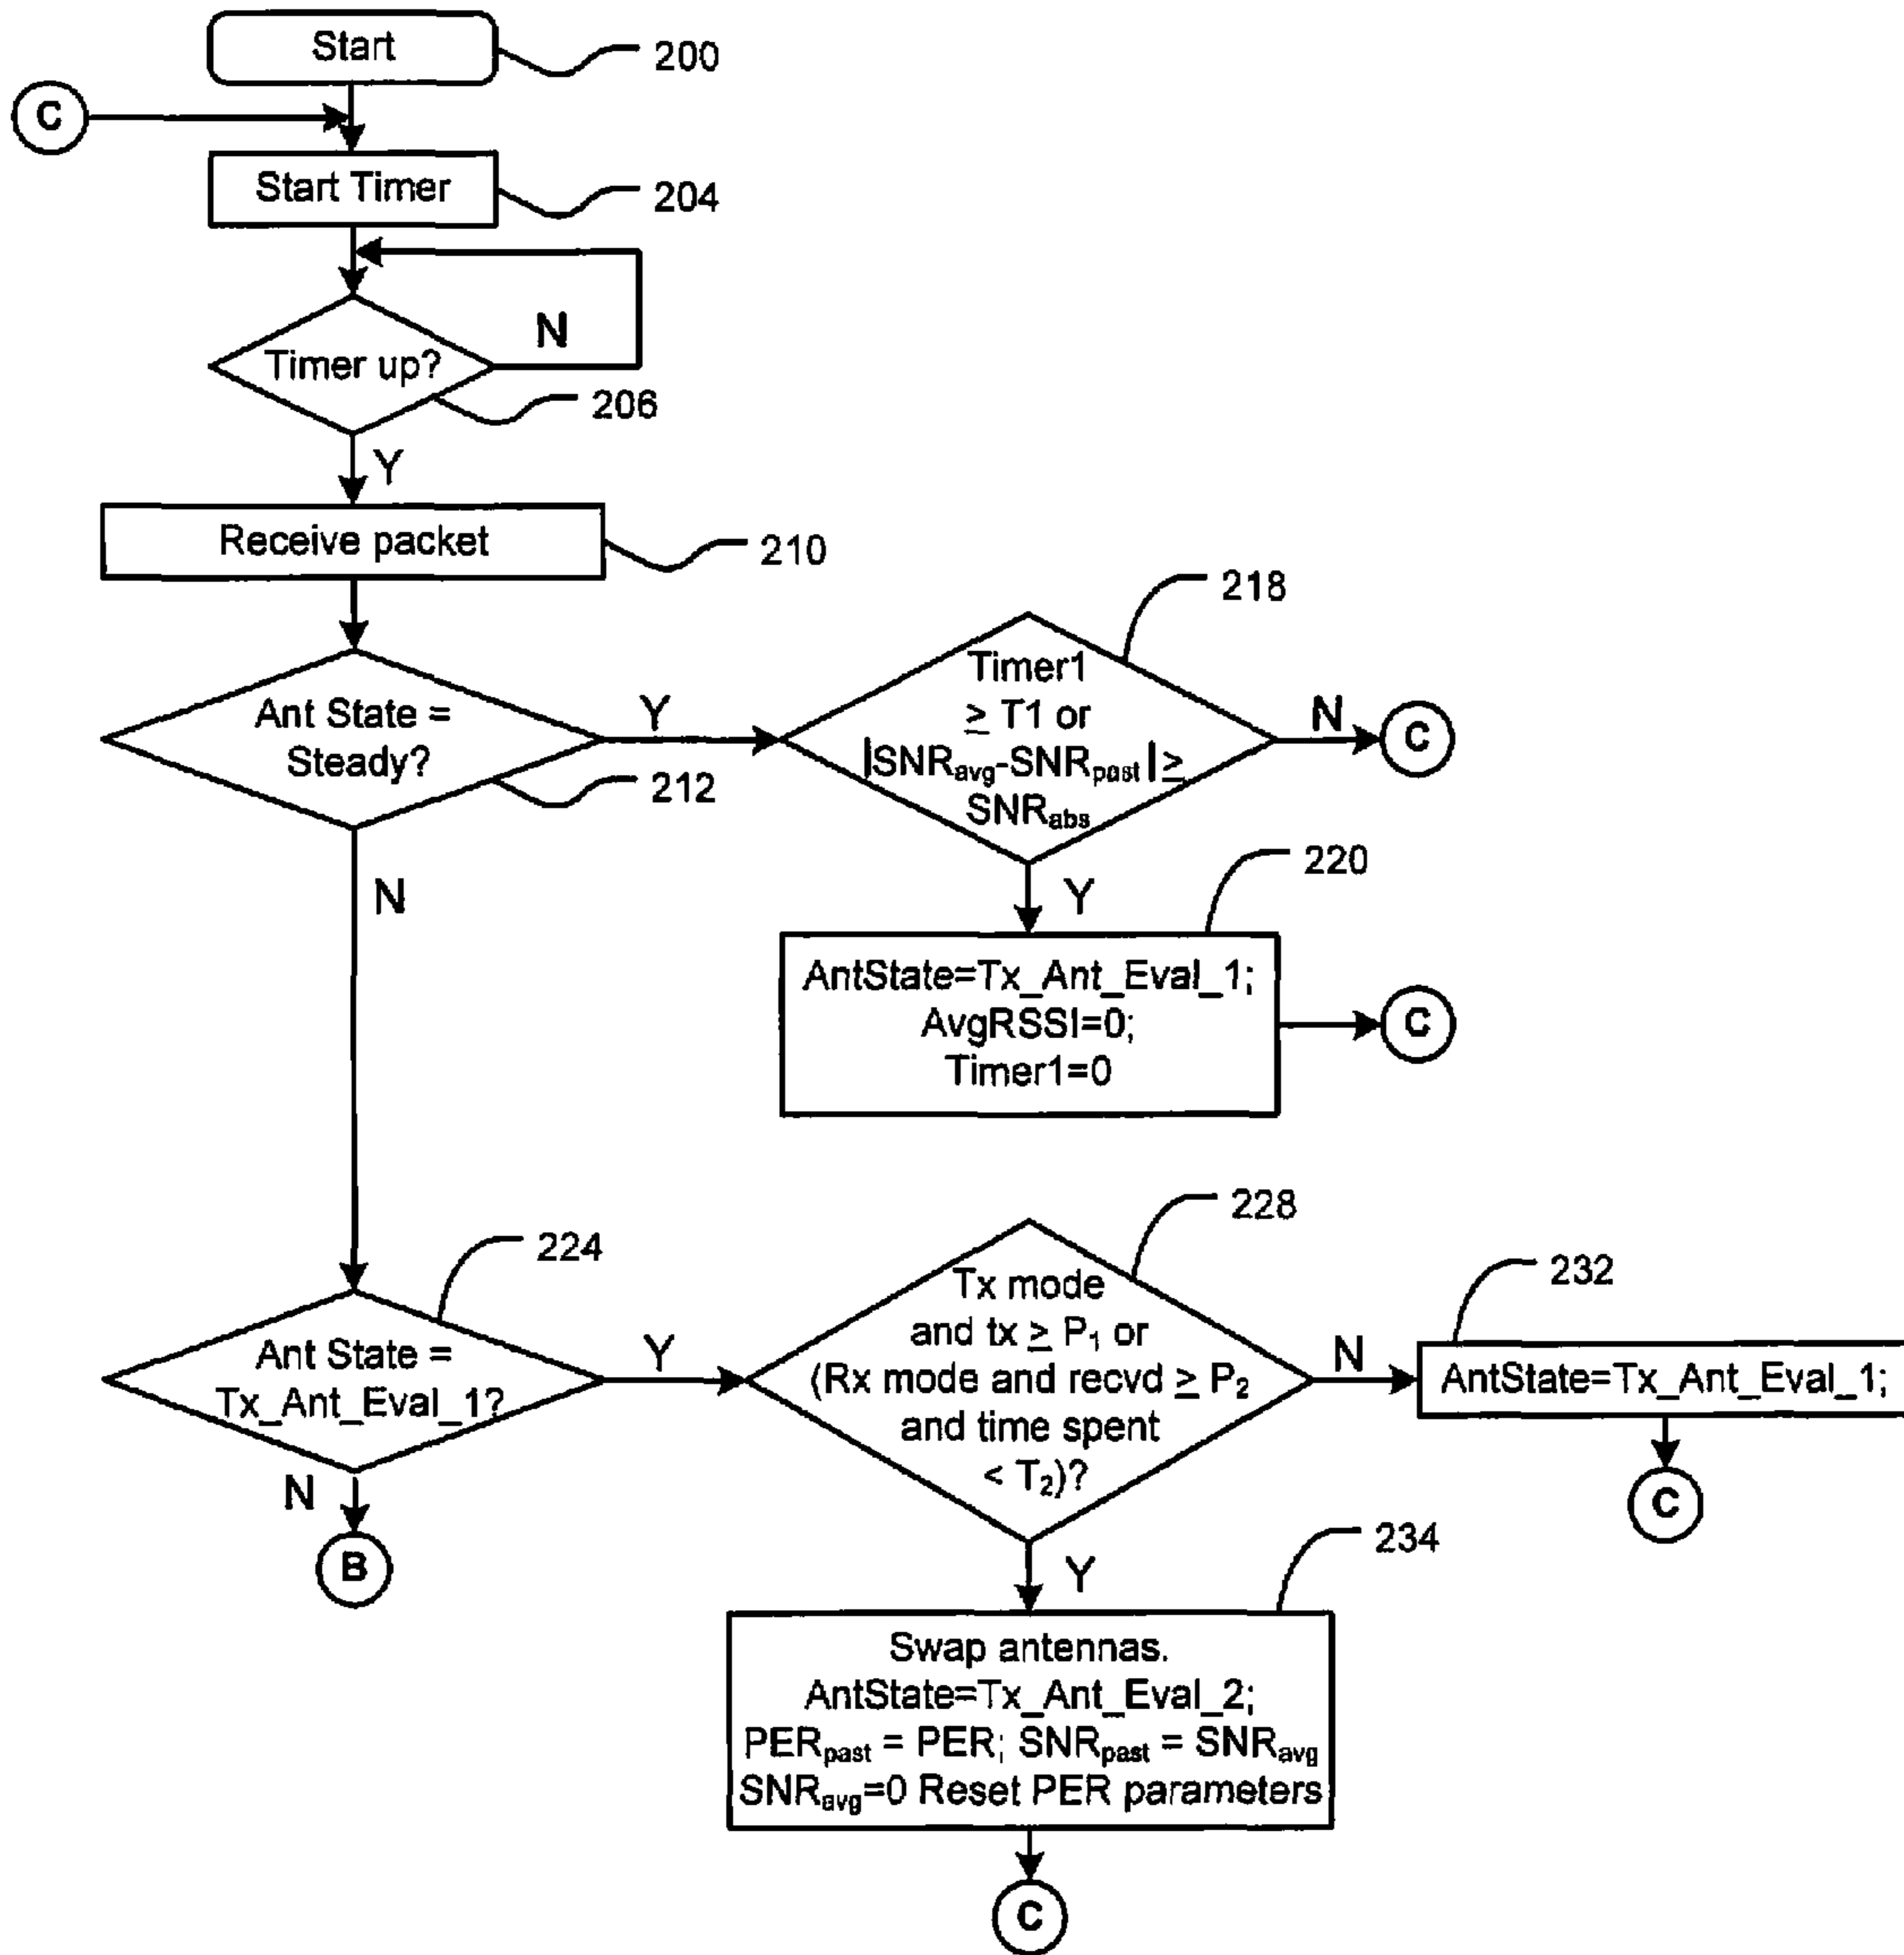 Start
200
C
Start Timer
204
N
Timer up?
206
Y
Receive packet
210
218
Timer1
≥ T1 or
|SNRavg-SNRpast| ≥
SNRabs
Ant State =
Steady?
Y
212
N
C
N
Y
220
AntState=Tx_Ant_Eval_1;
AvgRSSI=0;
Timer1=0
C
224
Ant State =
Tx_Ant_Eval_1?
Y
N
B
228
Tx mode
and tx ≥ P1 or
(Rx mode and recvd ≥ P2
and time spent
< T2)?
N
232
AntState=Tx_Ant_Eval_1;
C
Y
234
Swap antennas.
AntState=Tx_Ant_Eval_2;
PERpast = PER; SNRpast = SNRavg
SNRavg=0 Reset PER parameters
C